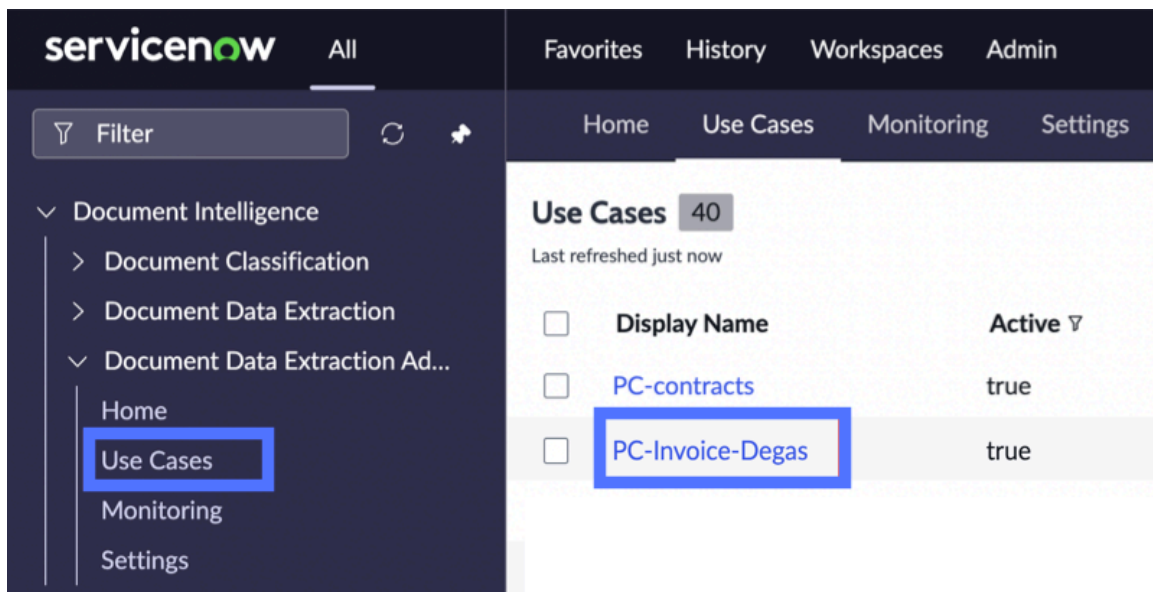 servicenow All Favorites History Workspaces Admin
Filter
Home Use Cases Monitoring Settings
Document Intelligence
Document Classification
Document Data Extraction
Document Data Extraction Ad...
Home
Use Cases
Monitoring
Settings
Use Cases 40
Last refreshed just now
Display Name Active
PC-contracts true
PC-Invoice-Degas true